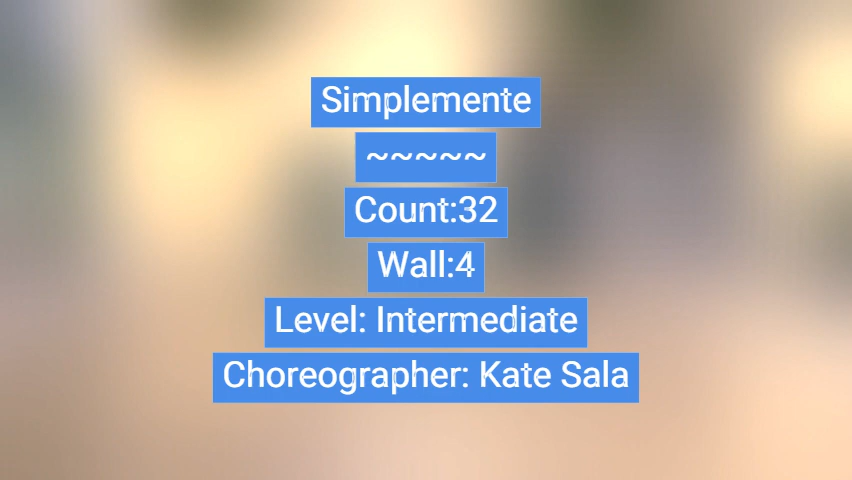 Simplemente
~~~~~
Count:32
Wall:4
Level: Intermediate
Choreographer: Kate Sala